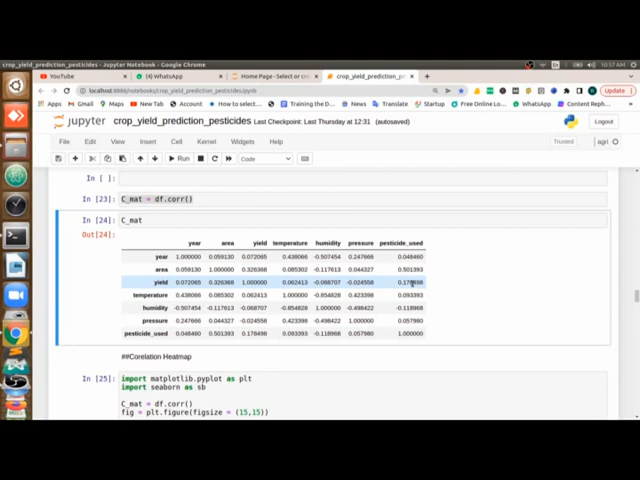 crop_yield_prediction_pesticides - Jupyter Notebook - Google Chrome
En
10:57 AM
YouTube
(4) WhatsApp
Home Page - Select or cr
crop_yield_prediction_pe
localhost:8888/notebooks/crop_yield_prediction_pesticides.ipynb
Update
Apps
Gmail
Maps
New Tab
Account
How to select...
Training the D...
News
Translate
Startup
Free Online Lo...
WhatsApp
Content Reph...
jupyter crop_yield_prediction_pesticides Last Checkpoint: Last Thursday at 12:31 (autosaved)
Logout
File Edit View Insert Cell Kernel Widgets Help
Trusted
agri
Run
Code
In [ ]:
In [23]: C_mat = df.corr()
In [24]: C_mat
Out[24]:
year area yield temperature humidity pressure pesticide_used
year 1.000000 0.059130 0.072065 0.438066 -0.507454 0.247666 0.048460
area 0.059130 1.000000 0.326368 0.085302 -0.117613 0.044327 0.501393
yield 0.072065 0.326368 1.000000 0.062413 -0.068707 -0.024558 0.178498
temperature 0.438066 0.085302 0.062413 1.000000 -0.854828 0.423398 0.093393
humidity -0.507454 -0.117613 -0.068707 -0.854828 1.000000 -0.498422 -0.118968
pressure 0.247666 0.044327 -0.024558 0.423398 -0.498422 1.000000 0.057980
pesticide_used 0.048460 0.501393 0.178498 0.093393 -0.118968 0.057980 1.000000
##Corelation Heatmap
In [25]: import matplotlib.pyplot as plt
import seaborn as sb
C_mat = df.corr()
fig = plt.figure(figsize = (15,15))